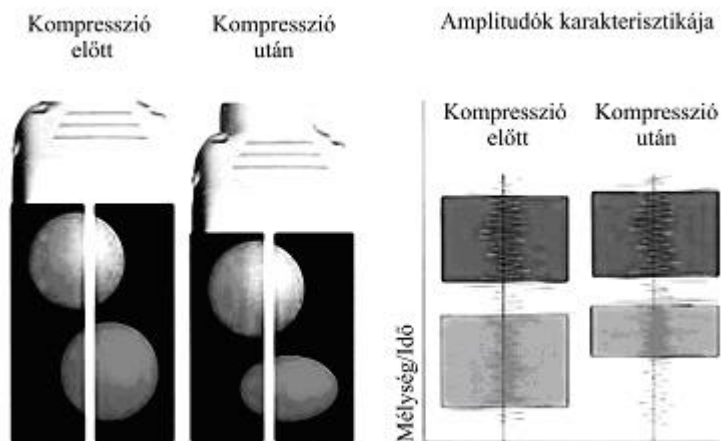 Kompresszió
előtt
Kompresszió
után
Amplitudók karakterisztikája
Kompresszió
előtt
Kompresszió
után
Mélység/Idő